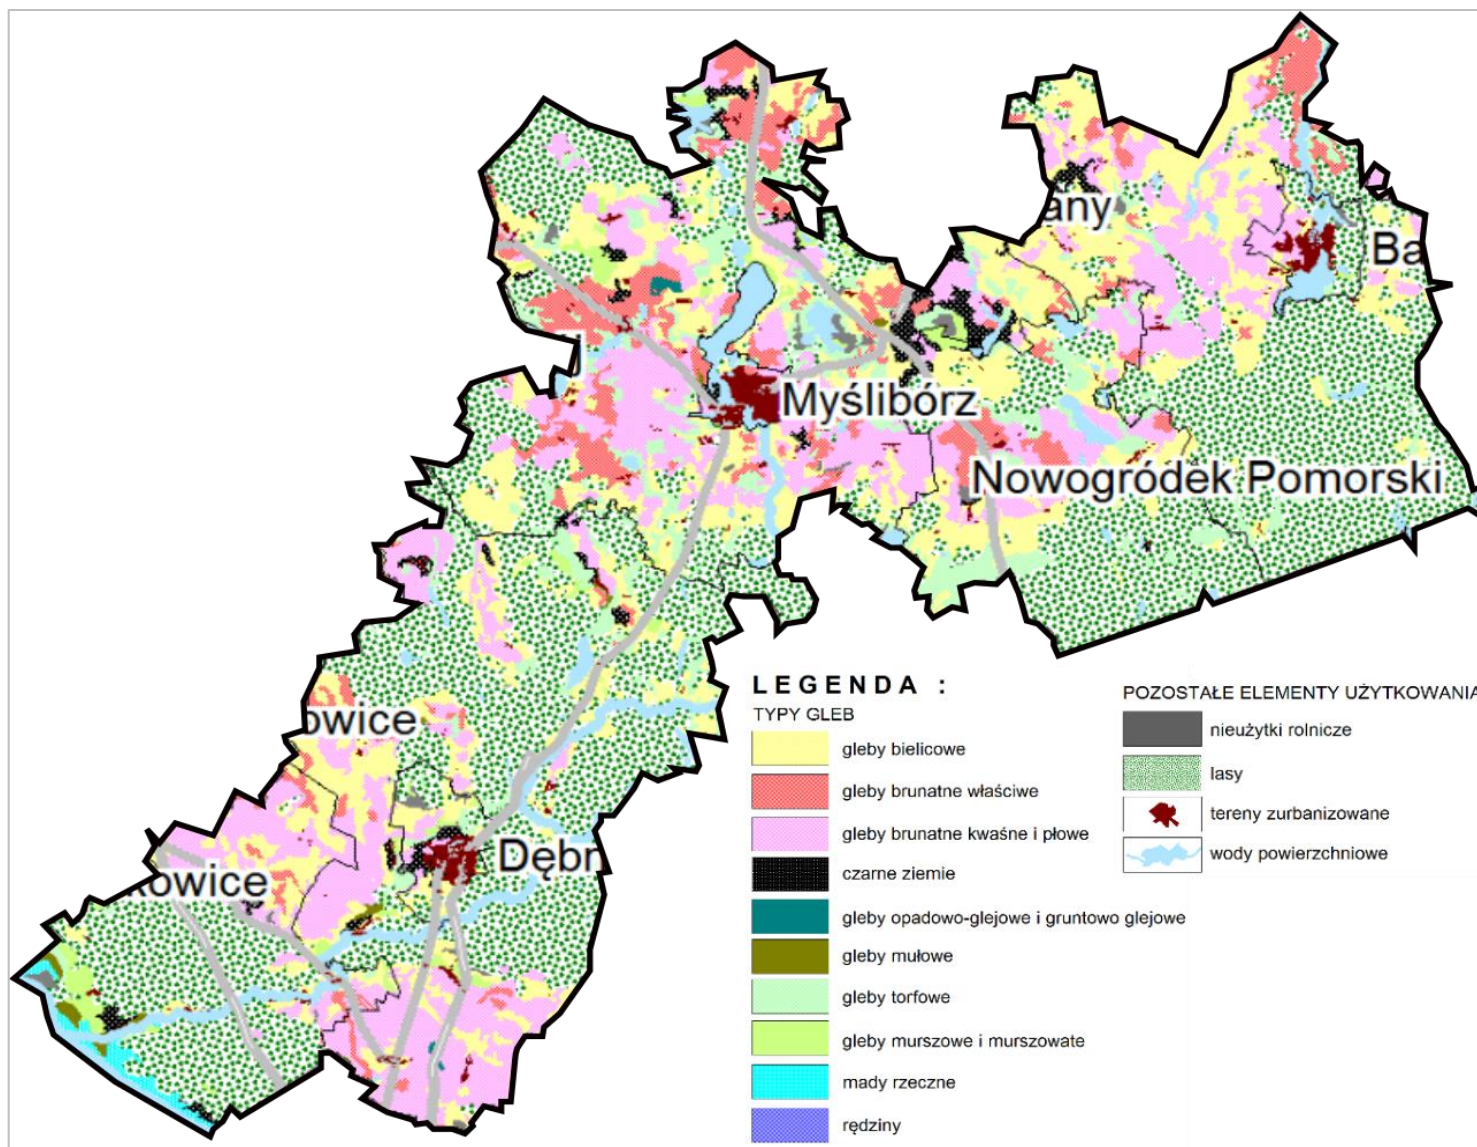 any
Ba
Myślibórz
Nowogródek Pomorski
owice
Dębn
kowice
LEGENDA :
TYPY GLEB
gleby bielicowe
gleby brunatne właściwe
gleby brunatne kwaśne i płowe
czarne ziemie
gleby opadowo-glejowe i gruntowo glejowe
gleby mułowe
gleby torfowe
gleby murszowe i murszowate
mady rzeczne
rędziny
POZOSTAŁE ELEMENTY UŻYTKOWANIA
nieużytki rolnicze
lasy
tereny zurbanizowane
wody powierzchniowe